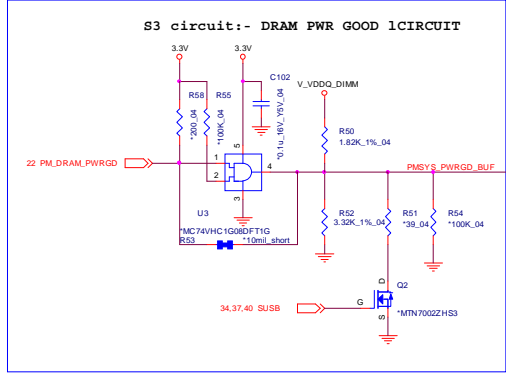 S3 circuit:- DRAM PWR GOOD lCIRCUIT
3.3V
3.3V
C102
*0.1u_16V_Y5V_04
R58
R55
*200_04
*100K_04
V_VDDQ_DIMM
R50
1.82K_1%_04
22 PM_DRAM_PWRGD
1
2
5
4
3
PMSYS_PWRGD_BUF
U3
*MC74VHC1G08DFT1G
R53
*10mil_short
R52
3.32K_1%_04
R51
*39_04
R54
*100K_04
34,37,40 SUSB
G
D
S
Q2
*MTN7002ZHS3